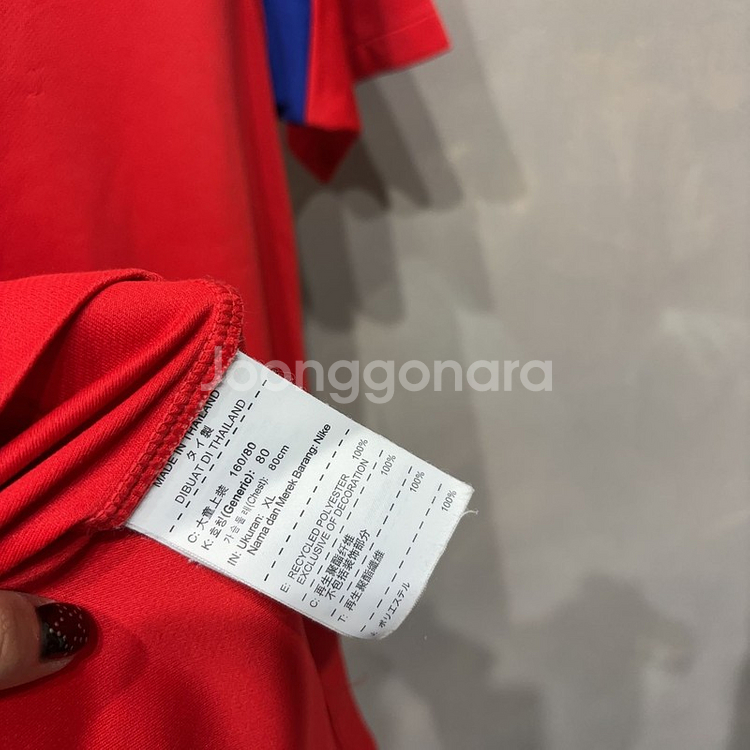 Joonggonara
MADE IN THAILAND
タイ製
DIBUAT DI THAILAND
C: 大童上装 160/80
K: 호칭(Generic): 80
가슴둘레(Chest): 80cm
IN: Ukuran: XL
Nama dan Merek Barang: Nike
E: RECYCLED POLYESTER 100%
EXCLUSIVE OF DECORATION
C: 再生聚酯纤维 100%
不包括装饰部分
T: 再生聚酯纖維 100%
ポリエステル 100%